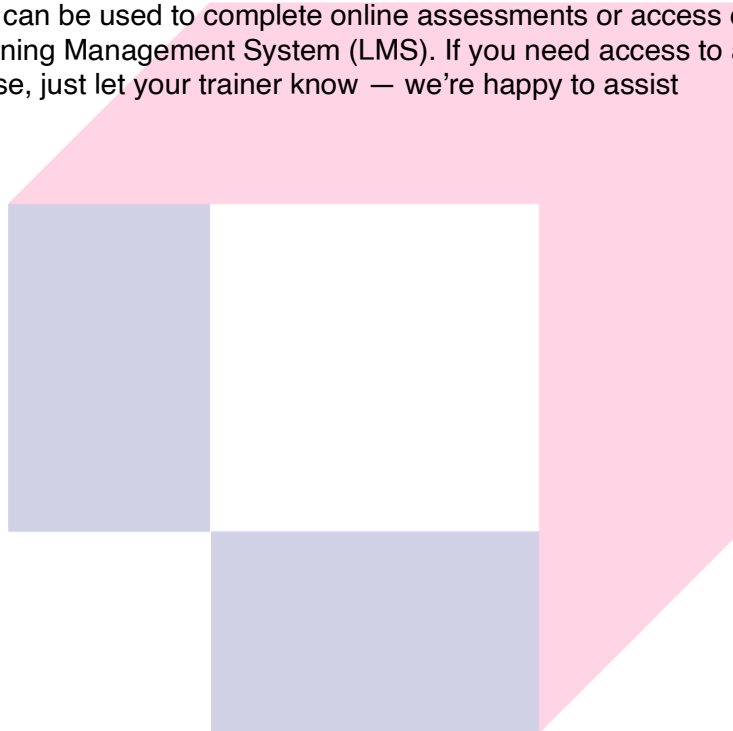 can be used to complete online assessments or access
ning Management System (LMS). If you need access to
se, just let your trainer know — we're happy to assist